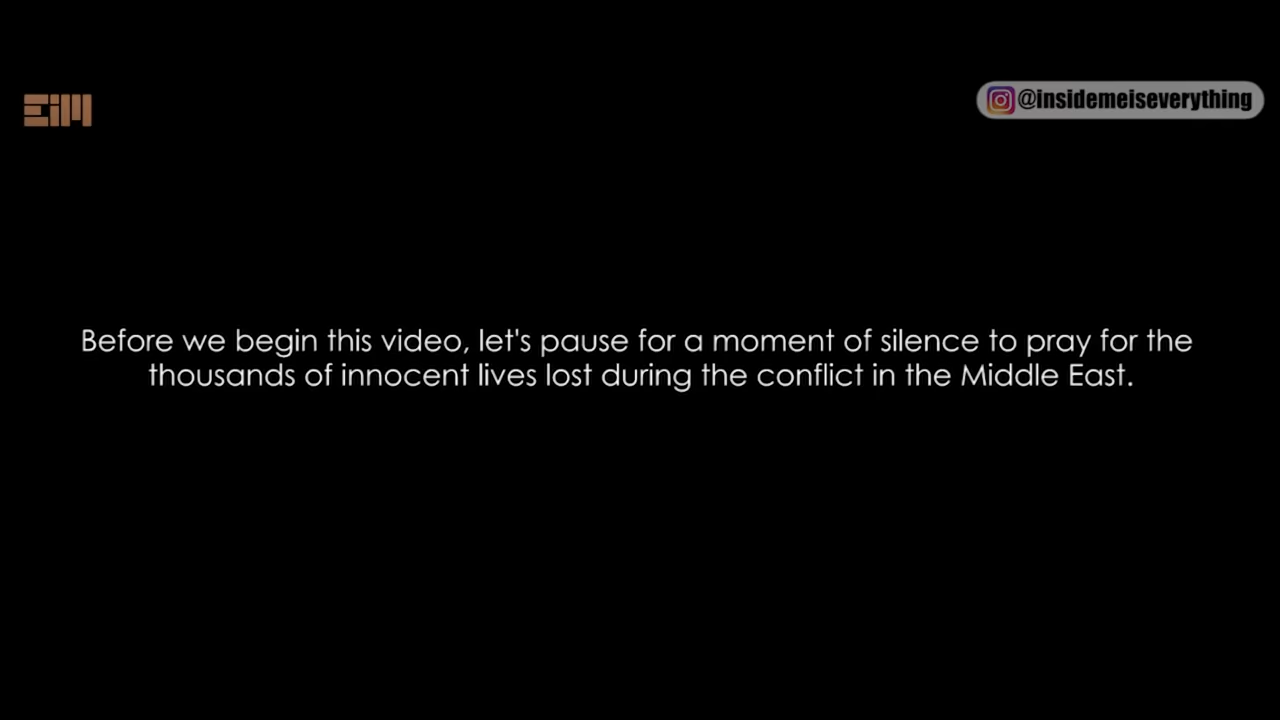 EiM
@insidemeiseverything
Before we begin this video, let's pause for a moment of silence to pray for the
thousands of innocent lives lost during the conflict in the Middle East.